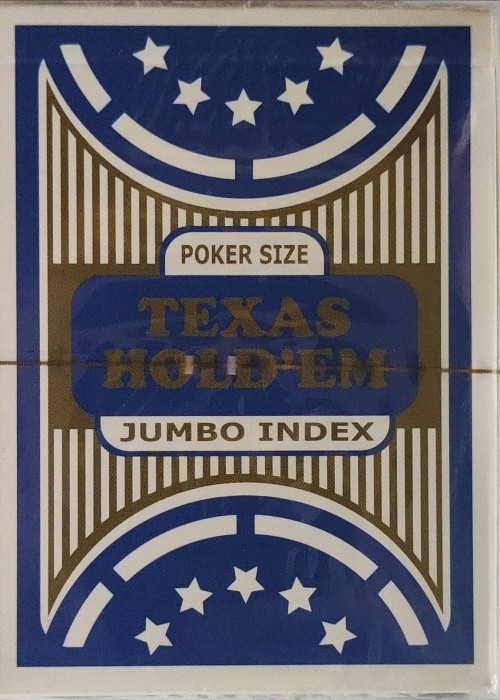 POKER SIZE
TEXAS
HOLD'EM
JUMBO INDEX